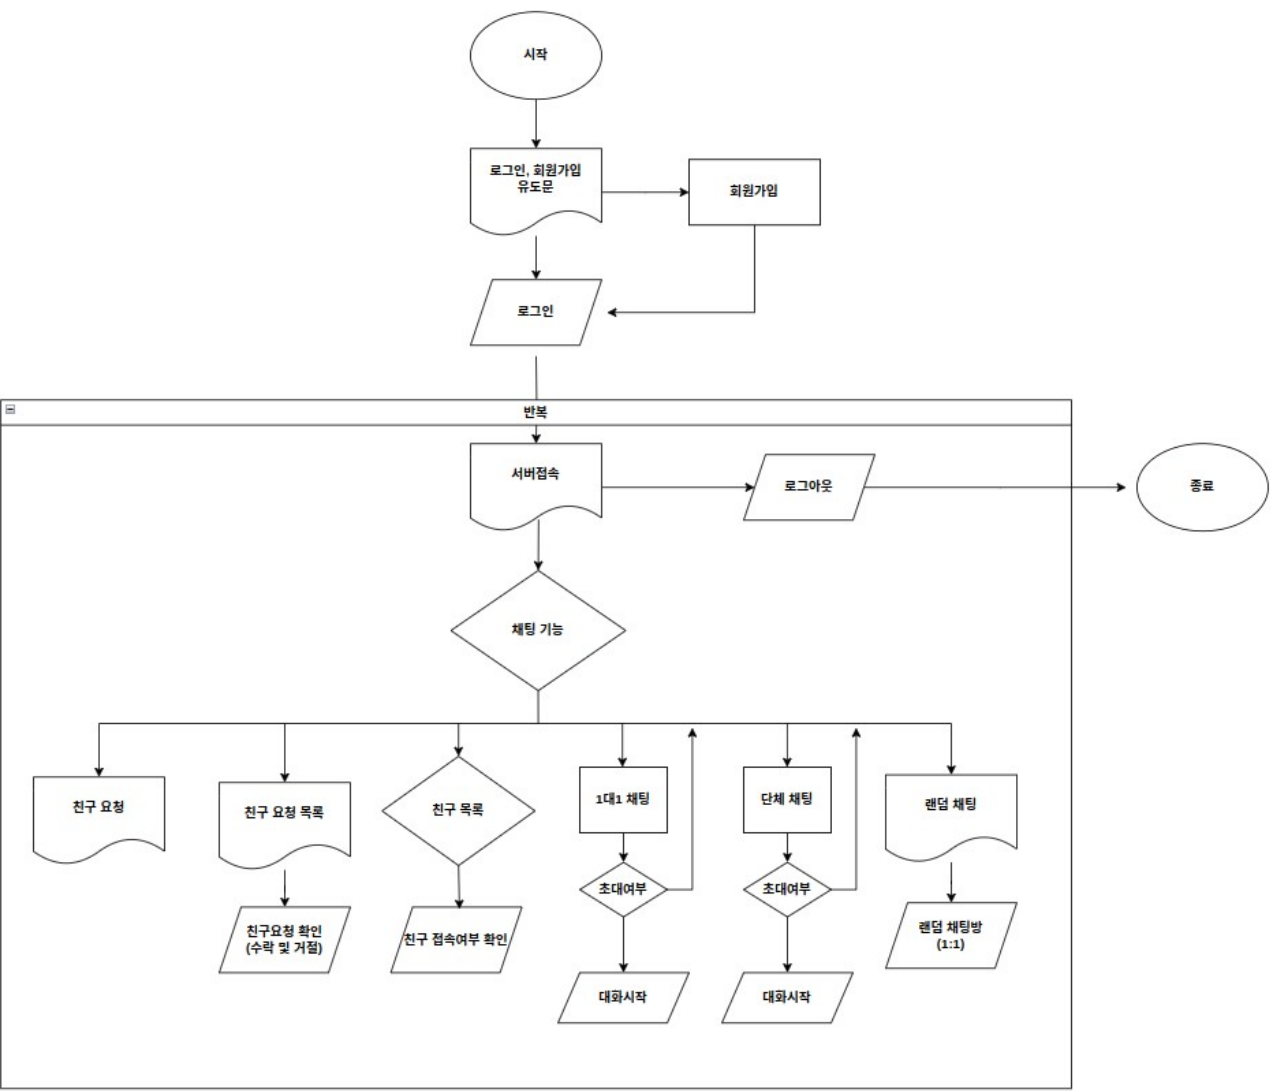 시작
로그인, 회원가입
유도문
회원가입
로그인
반복
서버접속
로그아웃
종료
채팅 기능
친구 요청
친구 요청 목록
친구 목록
1대1 채팅
단체 채팅
랜덤 채팅
초대여부
초대여부
친구요청 확인
(수락 및 거절)
친구 접속여부 확인
랜덤 채팅방
(1:1)
대화시작
대화시작